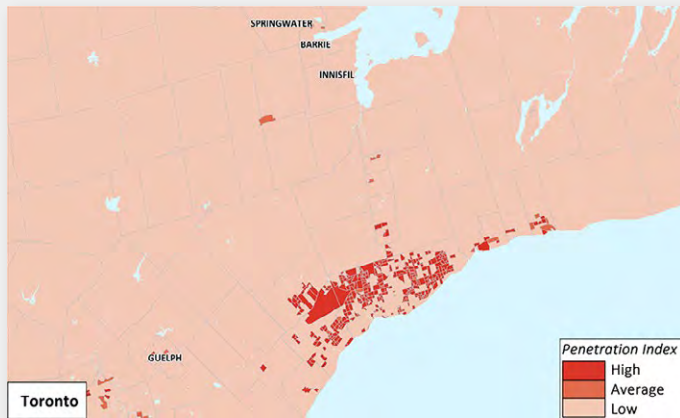 SPRINGWATER
BARRIE
INNISFIL
GUELPH
Toronto
Penetration Index
High
Average
Low